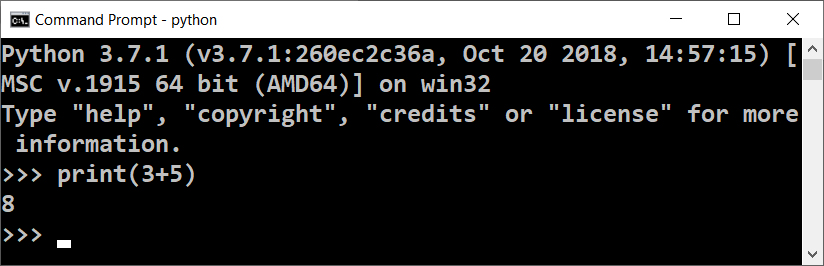 Command Prompt - python
Python 3.7.1 (v3.7.1:260ec2c36a, Oct 20 2018, 14:57:15) [
MSC v.1915 64 bit (AMD64)] on win32
Type "help", "copyright", "credits" or "license" for more
 information.
>>> print(3+5)
8
>>>